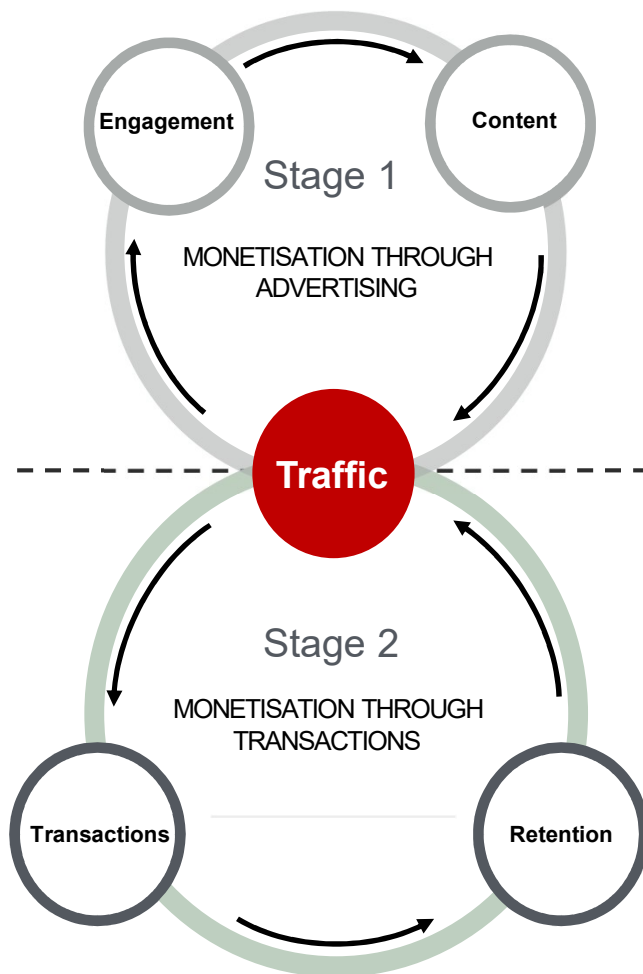 Engagement
Content
Stage 1
MONETISATION THROUGH
ADVERTISING
Traffic
Stage 2
MONETISATION THROUGH
TRANSACTIONS
Transactions
Retention